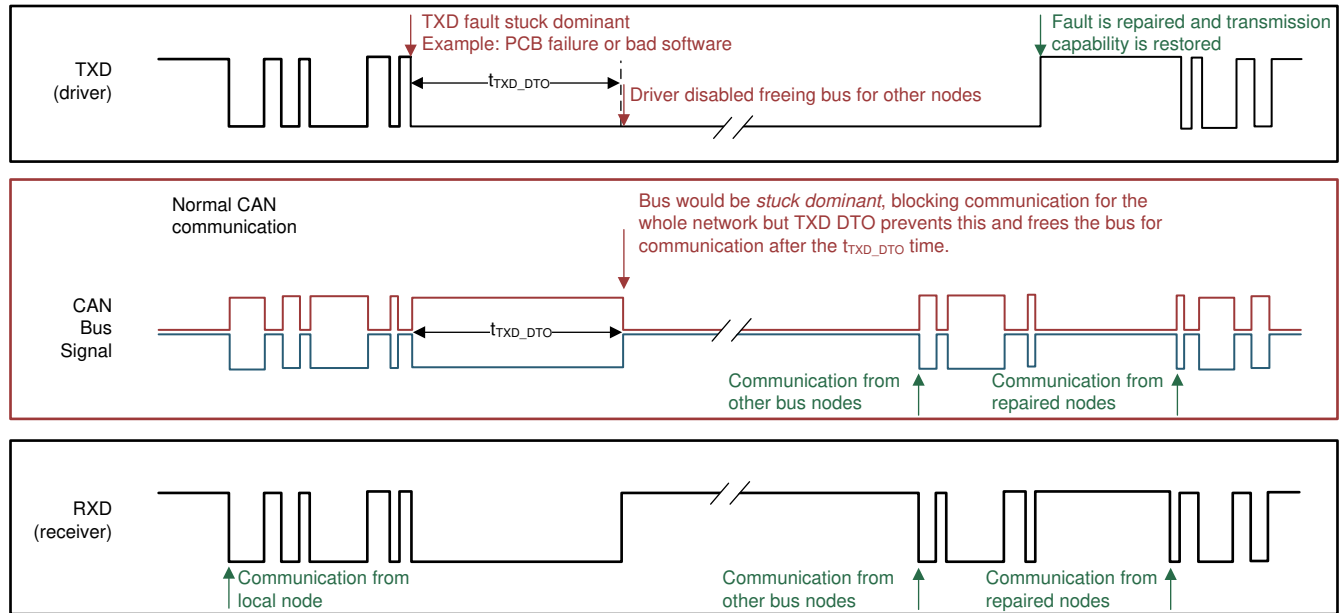 TXD fault stuck dominant
Example: PCB failure or bad software
Fault is repaired and transmission
capability is restored
TXD
(driver)
tTXD_DTO
Driver disabled freeing bus for other nodes
Normal CAN
communication
Bus would be stuck dominant, blocking communication for the
whole network but TXD DTO prevents this and frees the bus for
communication after the tTXD_DTO time.
CAN
Bus
Signal
tTXD_DTO
Communication from
other bus nodes
Communication from
repaired nodes
RXD
(receiver)
Communication from
local node
Communication from
other bus nodes
Communication from
repaired nodes